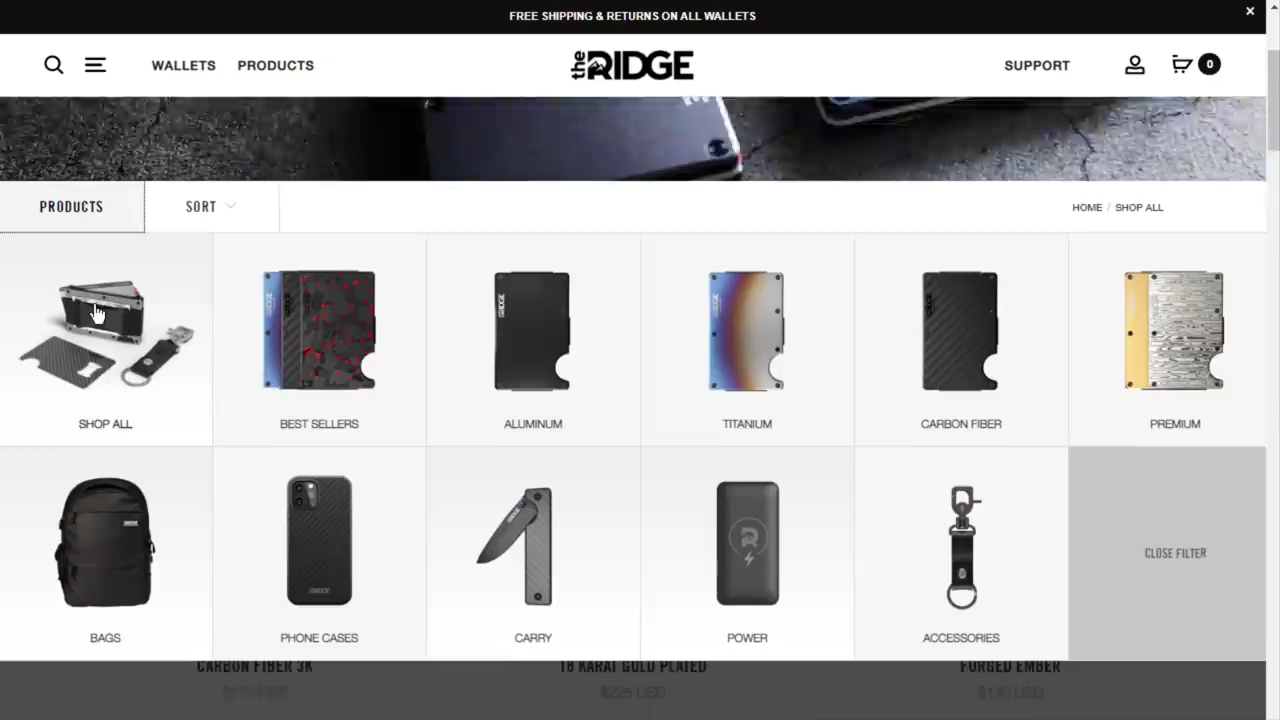 FREE SHIPPING & RETURNS ON ALL WALLETS
WALLETS PRODUCTS
the RIDGE
SUPPORT
0
PRODUCTS
SORT
HOME / SHOP ALL
SHOP ALL
BEST SELLERS
ALUMINUM
TITANIUM
CARBON FIBER
PREMIUM
BAGS
PHONE CASES
CARRY
POWER
ACCESSORIES
CLOSE FILTER
CARBON FIBER 3K
18 KARAT GOLD PLATED
FORGED EMBER
$225 USD